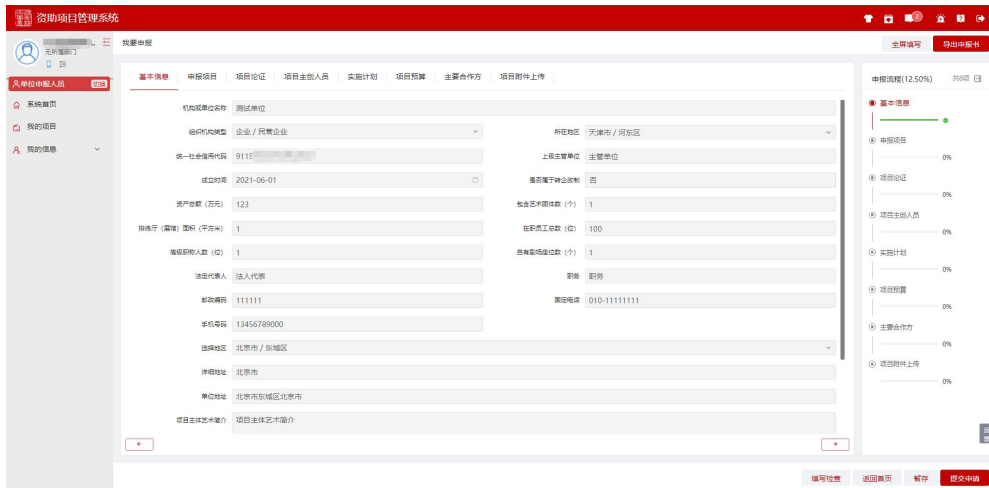 资助项目管理系统
2
无所属部门
我要申报
全屏填写
导出申报书
单位申报人员
切换
系统首页
我的项目
我的信息
基本信息 申报项目 项目论证 项目主创人员 实施计划 项目预算 主要合作方 项目附件上传
机构或单位名称 测试单位
组织机构类型 企业 / 民营企业 所在地区 天津市 / 河东区
统一社会信用代码 9115 上级主管单位 主管单位
成立时间 2021-06-01 是否属于转企改制 否
资产总额（万元） 123 包含艺术团体数（个） 1
排练厅（展馆）面积（平方米） 1 在职员工总数（位） 100
高级职称人数（位） 1 自有剧场座位数（个） 1
法定代表人 法人代表 职务 职务
邮政编码 111111 固定电话 010-11111111
手机号码 13456789000
选择地区 北京市 / 东城区
详细地址 北京市
单位地址 北京市东城区北京市
项目主体艺术简介 项目主体艺术简介
申报流程(12.50%) 共8项
基本信息
申报项目
0%
项目论证
0%
项目主创人员
0%
实施计划
0%
项目预算
0%
主要合作方
0%
项目附件上传
0%
填写检查 返回首页 暂存 提交申请